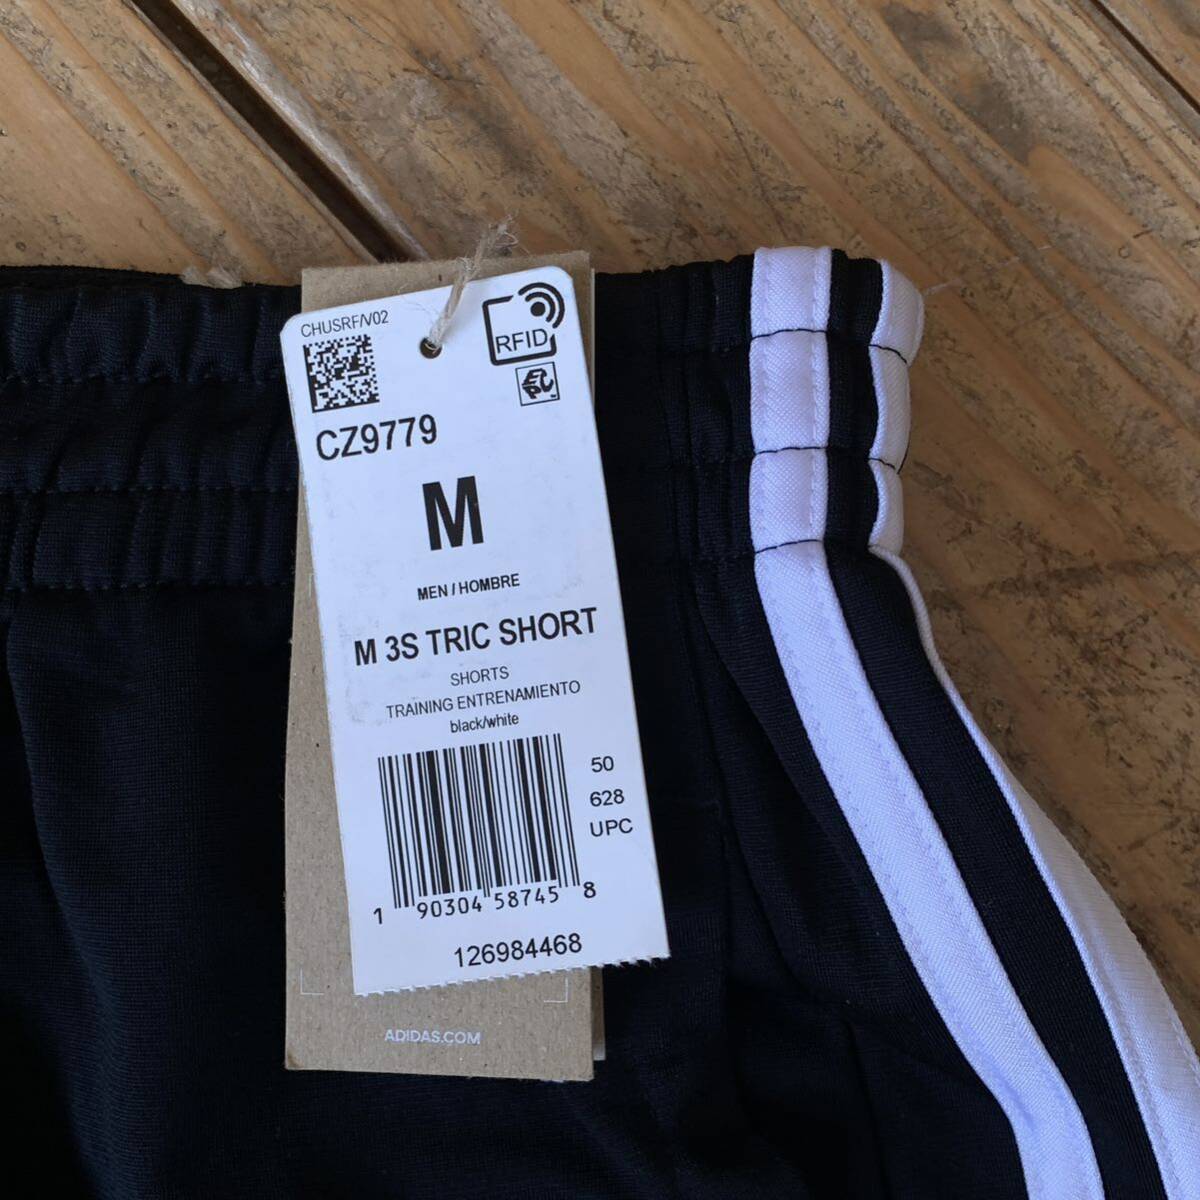 CHUSRF/V02
RFID
EPC
CZ9779
M
MEN / HOMBRE
M 3S TRIC SHORT
SHORTS
TRAINING ENTRENAMIENTO
black/white
50
628
UPC
1 90304 58745 8
126984468
ADIDAS.COM